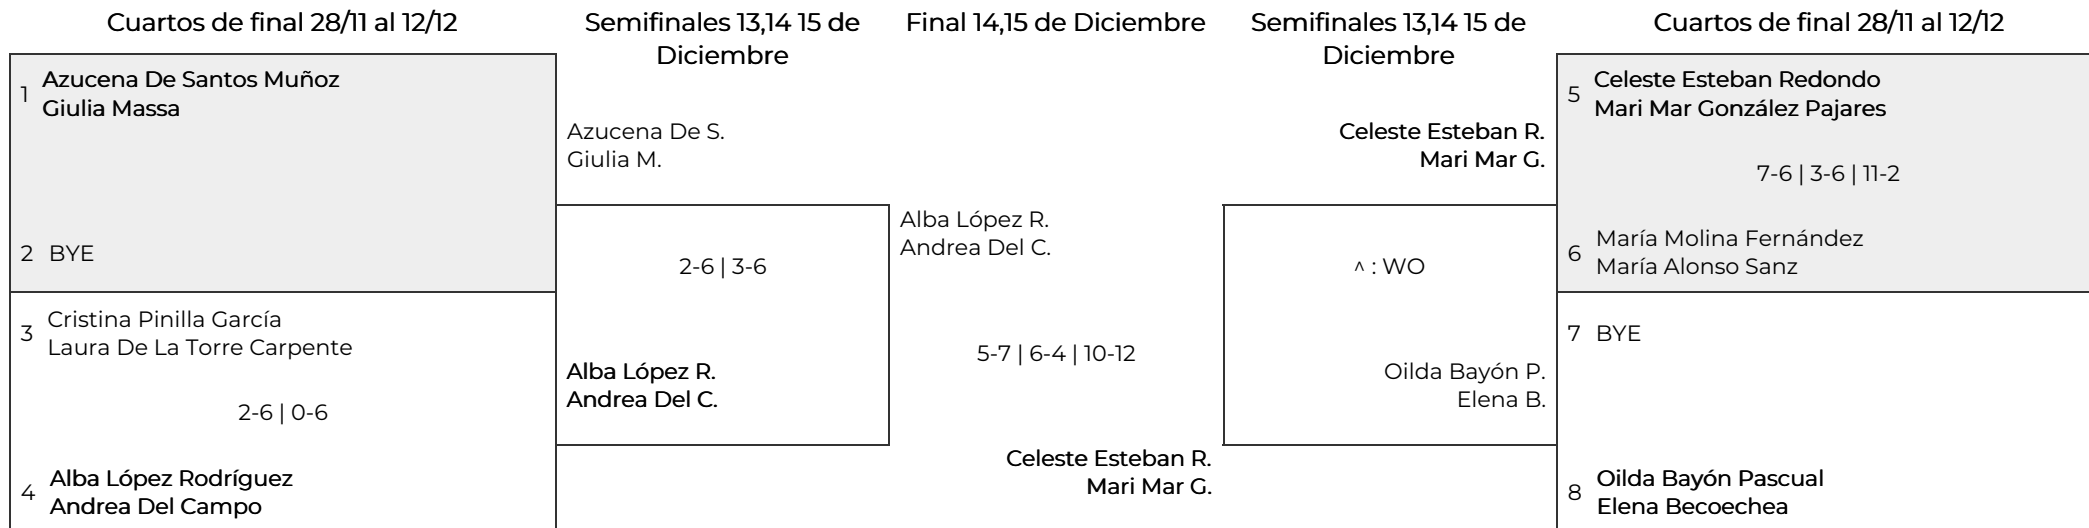 Cuartos de final 28/11 al 12/12
Semifinales 13,14 15 de
Diciembre
Final 14,15 de Diciembre
Semifinales 13,14 15 de
Diciembre
Cuartos de final 28/11 al 12/12
1
Azucena De Santos Muñoz
Giulia Massa
2 BYE
3
Cristina Pinilla García
Laura De La Torre Carpente
2-6 | 0-6
4
Alba López Rodríguez
Andrea Del Campo
Azucena De S.
Giulia M.
2-6 | 3-6
Alba López R.
Andrea Del C.
Alba López R.
Andrea Del C.
5-7 | 6-4 | 10-12
Celeste Esteban R.
Mari Mar G.
Celeste Esteban R.
Mari Mar G.
^ : WO
Oilda Bayón P.
Elena B.
5
Celeste Esteban Redondo
Mari Mar González Pajares
7-6 | 3-6 | 11-2
6
María Molina Fernández
María Alonso Sanz
7 BYE
8
Oilda Bayón Pascual
Elena Becoechea